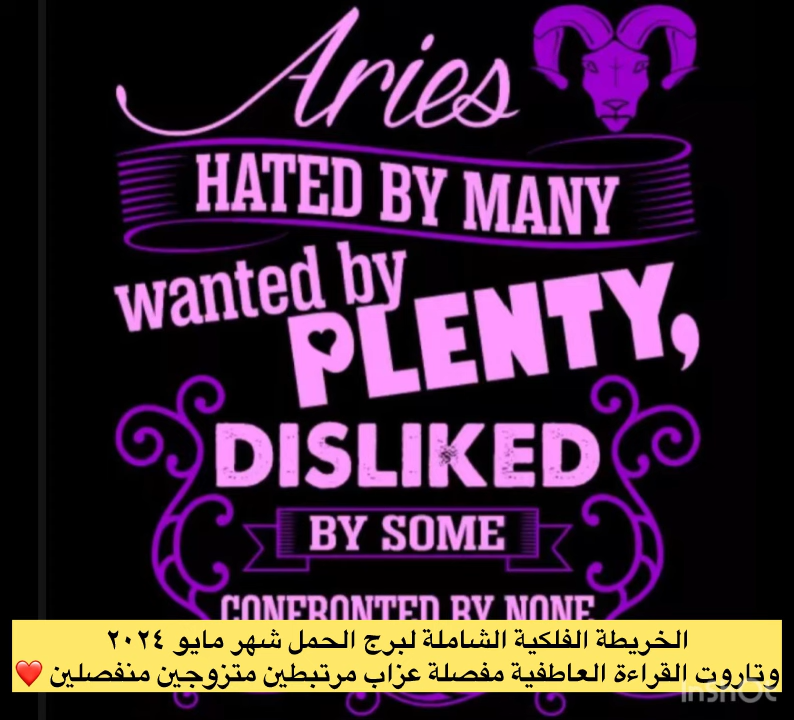 Aries
HATED BY MANY
wanted by
PLENTY,
DISLIKED
BY SOME
CONFRONTED BY NONE
الخريطة الفلكية الشاملة لبرج الحمل شهر مايو ٢٠٢٤
وتاروت القراءة العاطفية مفصلة عزاب مرتبطين متزوجين منفصلين ❤️
InShOt